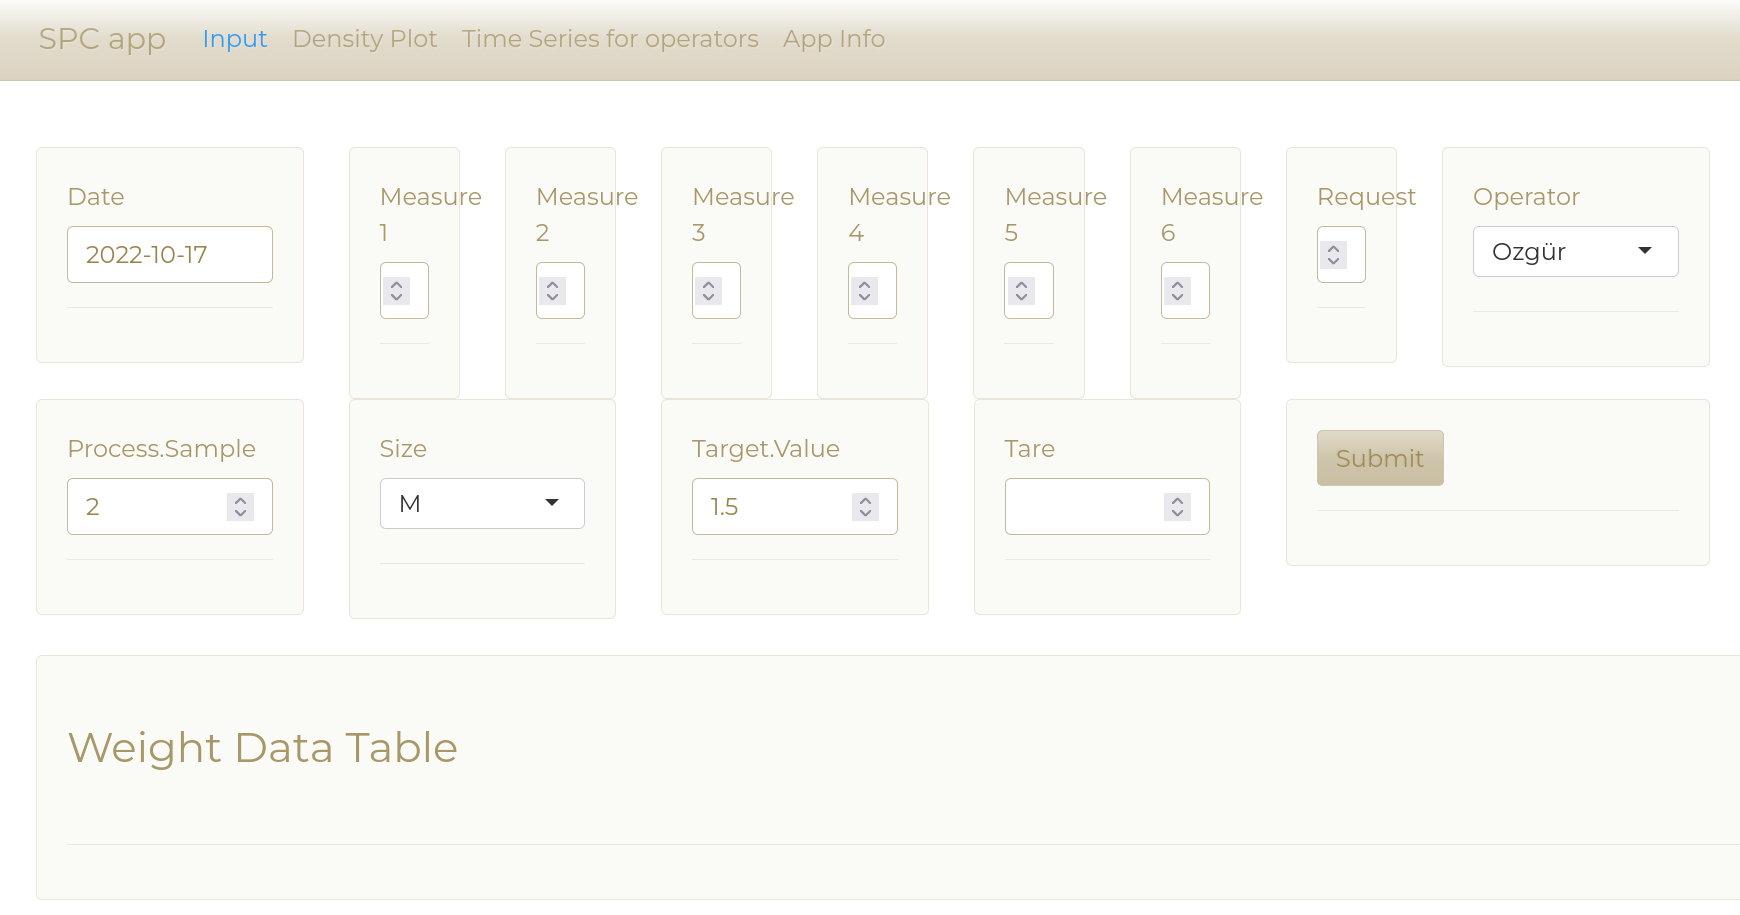 SPC app Input Density Plot Time Series for operators App Info
Date
2022-10-17
Measure
1
Measure
2
Measure
3
Measure
4
Measure
5
Measure
6
Request
Operator
Ozgür
Process.Sample
2
Size
M
Target.Value
1.5
Tare
Submit
Weight Data Table